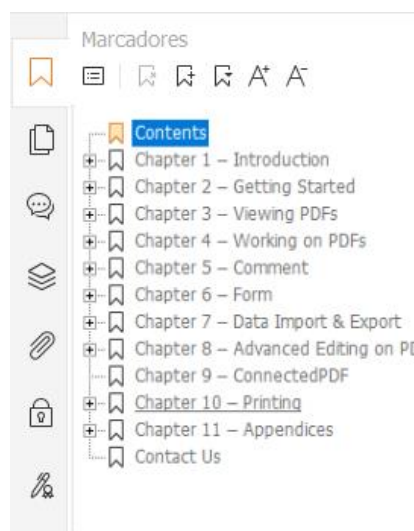 Marcadores
A+ A-
Contents
Chapter 1 – Introduction
Chapter 2 – Getting Started
Chapter 3 – Viewing PDFs
Chapter 4 – Working on PDFs
Chapter 5 – Comment
Chapter 6 – Form
Chapter 7 – Data Import & Export
Chapter 8 – Advanced Editing on PD
Chapter 9 – ConnectedPDF
Chapter 10 – Printing
Chapter 11 – Appendices
Contact Us